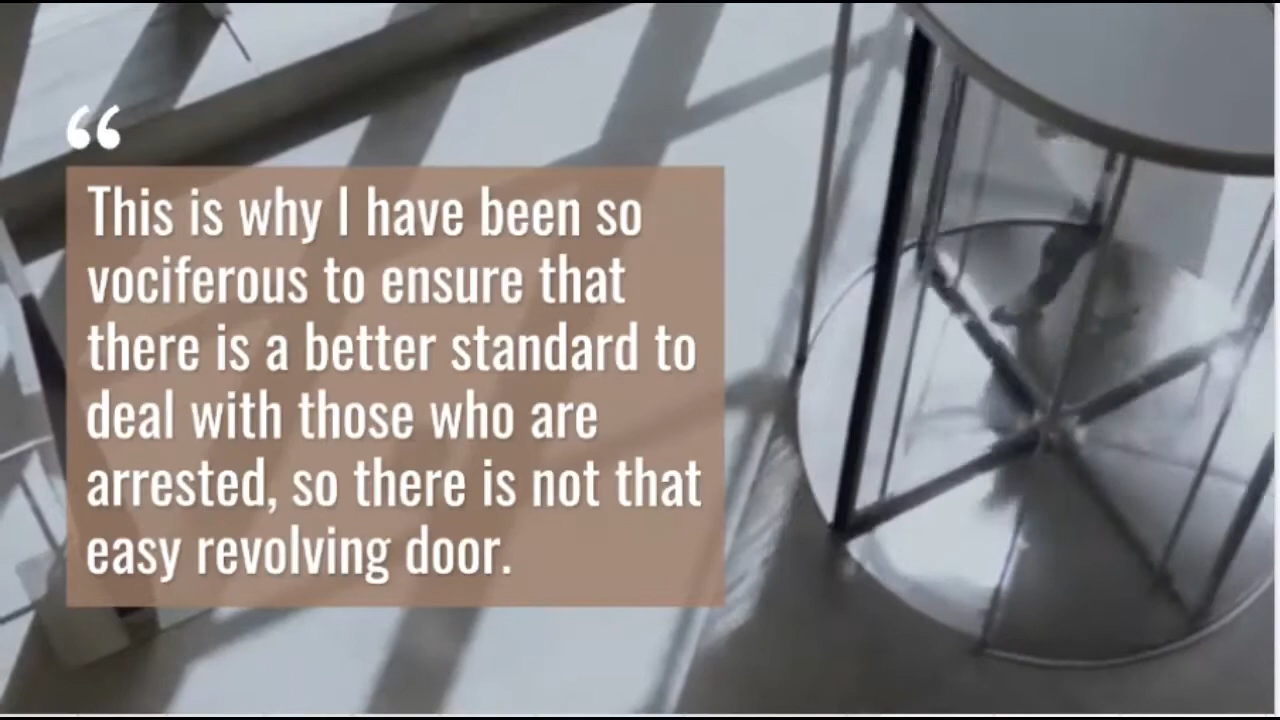 “
This is why I have been so
vociferous to ensure that
there is a better standard to
deal with those who are
arrested, so there is not that
easy revolving door.